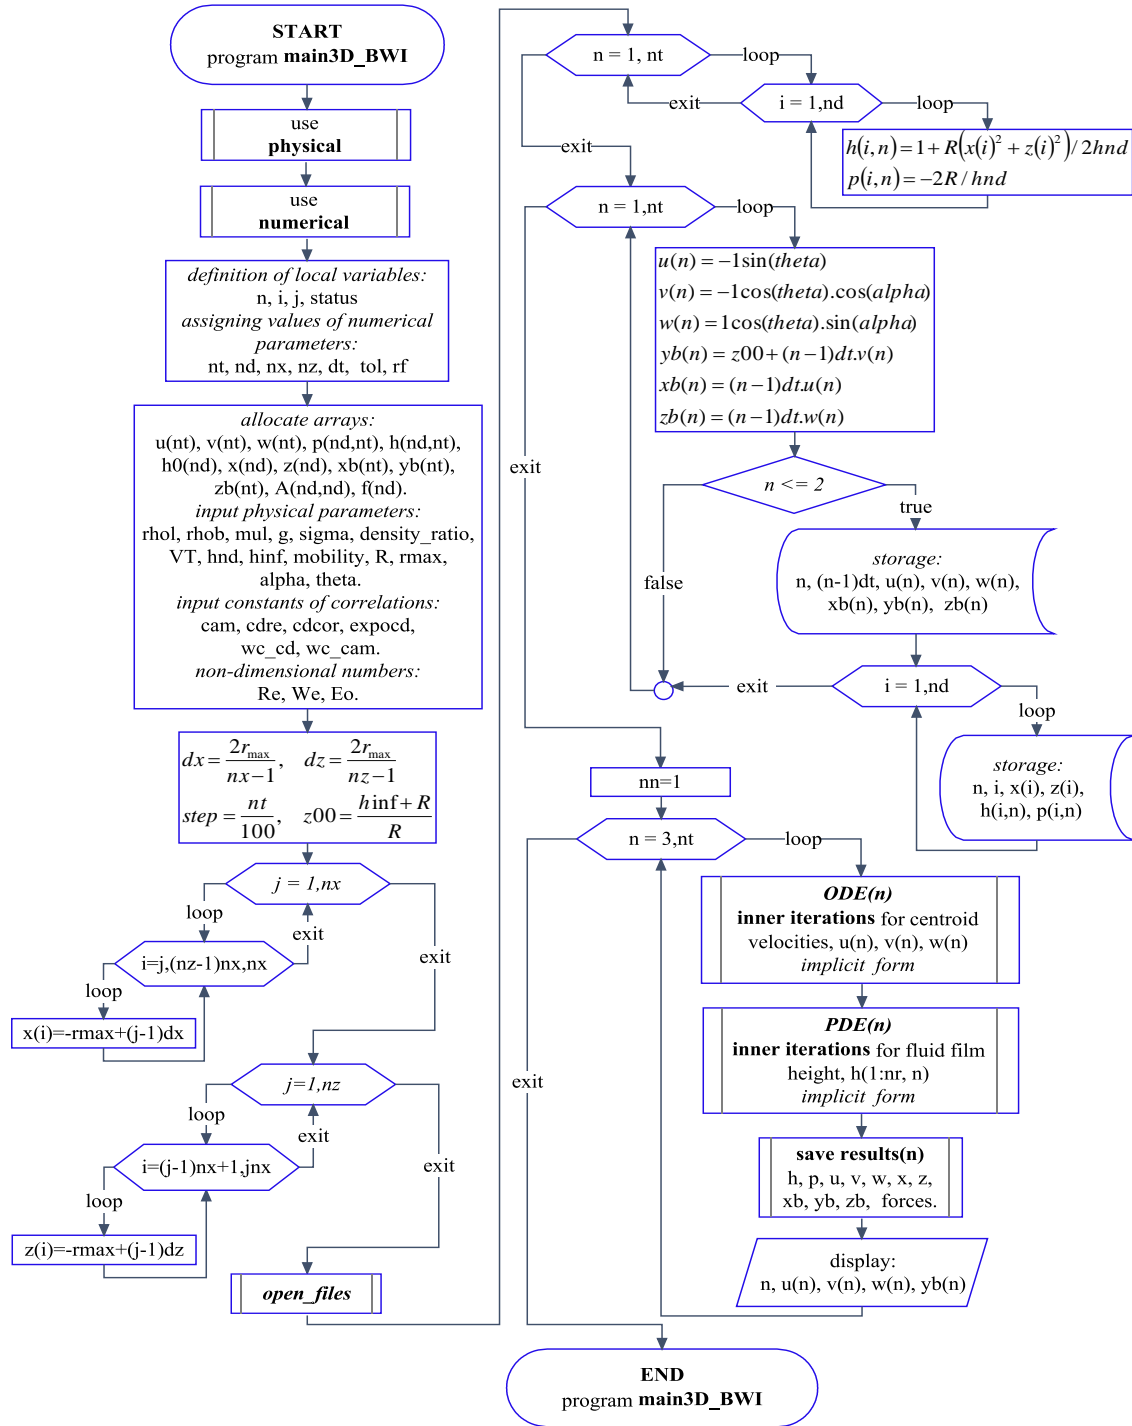 START
program main3D_BWI
use
physical
use
numerical
definition of local variables:
n, i, j, status
assigning values of numerical
parameters:
nt, nd, nx, nz, dt, tol, rf
allocate arrays:
u(nt), v(nt), w(nt), p(nd,nt), h(nd,nt),
h0(nd), x(nd), z(nd), xb(nt), yb(nt),
zb(nt), A(nd,nd), f(nd).
input physical parameters:
rhol, rhob, mul, g, sigma, density_ratio,
VT, hnd, hinf, mobility, R, rmax,
alpha, theta.
input constants of correlations:
cam, cdre, cdcor, expocd,
wc_cd, wc_cam.
non-dimensional numbers:
Re, We, Eo.
dx = 2r_max / nx−1, dz = 2r_max / nz−1
step = nt / 100, z00 = h inf + R / R
j = 1,nx
loop
exit
i=j,(nz-1)nx,nx
loop
x(i)=-rmax+(j-1)dx
exit
j=1,nz
loop
exit
i=(j-1)nx+1,jnx
loop
z(i)=-rmax+(j-1)dz
exit
open_files
n = 1, nt
loop
exit
i = 1,nd
loop
h(i,n) = 1 + R(x(i)² + z(i)²)/ 2hnd
p(i,n) = −2R / hnd
exit
n = 1,nt
loop
u(n) = −1sin(theta)
v(n) = −1cos(theta).cos(alpha)
w(n) = 1cos(theta).sin(alpha)
yb(n) = z00 + (n −1)dt.v(n)
xb(n) = (n −1)dt.u(n)
zb(n) = (n −1)dt.w(n)
exit
n <= 2
true
false
storage:
n, (n-1)dt, u(n), v(n), w(n),
xb(n), yb(n), zb(n)
exit
i = 1,nd
loop
storage:
n, i, x(i), z(i),
h(i,n), p(i,n)
nn=1
n = 3,nt
loop
ODE(n)
inner iterations for centroid
velocities, u(n), v(n), w(n)
implicit form
PDE(n)
inner iterations for fluid film
height, h(1:nr, n)
implicit form
exit
save results(n)
h, p, u, v, w, x, z,
xb, yb, zb, forces.
display:
n, u(n), v(n), w(n), yb(n)
END
program main3D_BWI